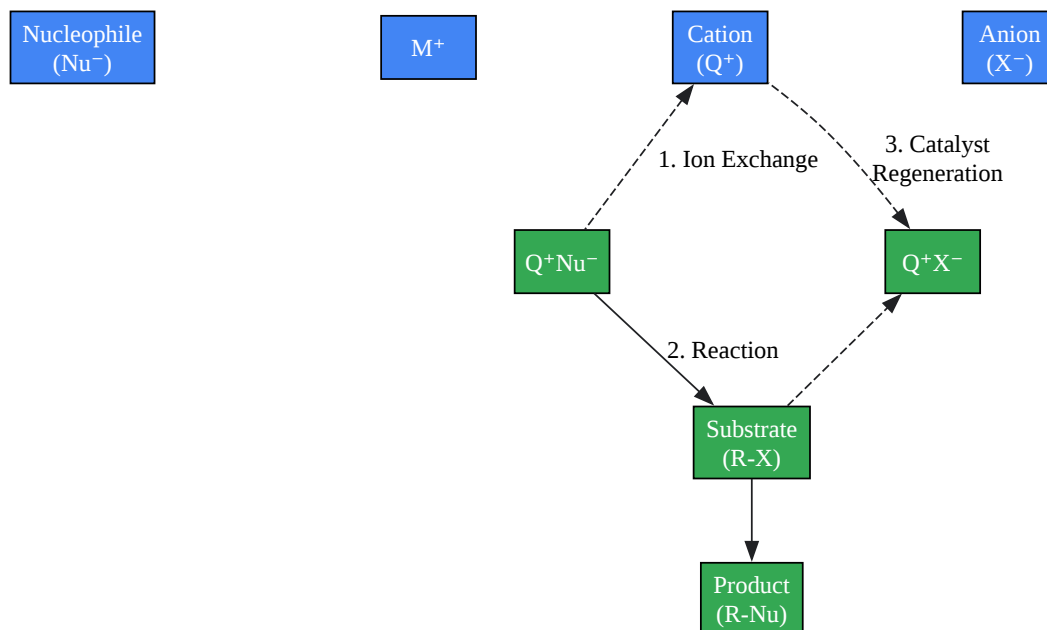 Nucleophile
(Nu⁻)
M⁺
Cation
(Q⁺)
Anion
(X⁻)
1. Ion Exchange
3. Catalyst
Regeneration
Q⁺Nu⁻
Q⁺X⁻
2. Reaction
Substrate
(R-X)
Product
(R-Nu)